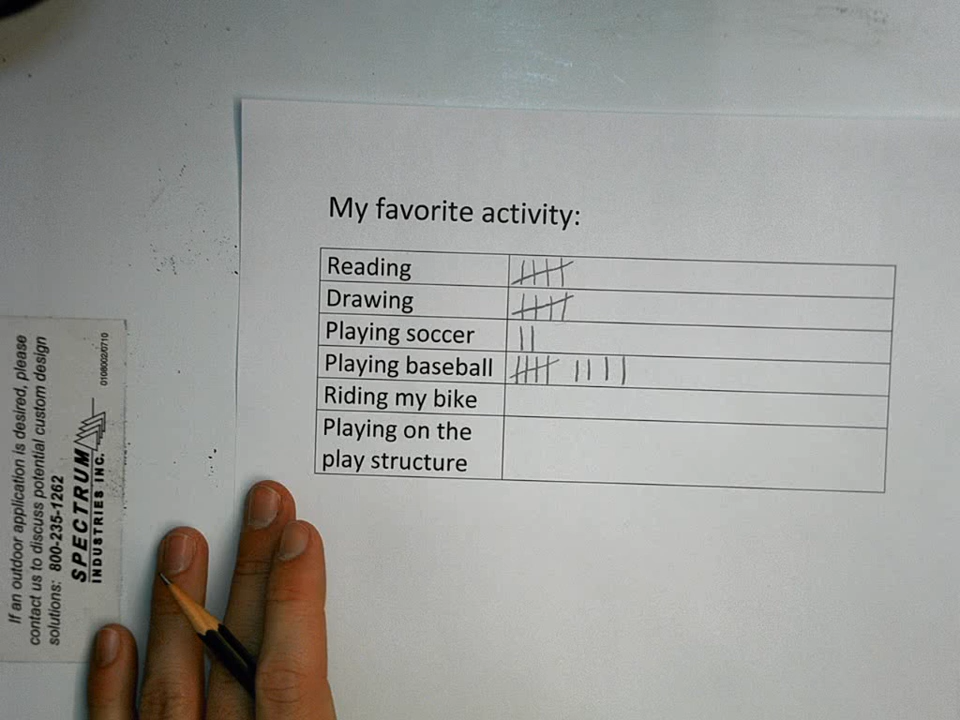 My favorite activity:
Reading
Drawing
Playing soccer
Playing baseball
Riding my bike
Playing on the
play structure
If an outdoor application is desired, please
contact us to discuss potential custom design
solutions: 800-235-1262
SPECTRUM
INDUSTRIES INC.
0108002/0710